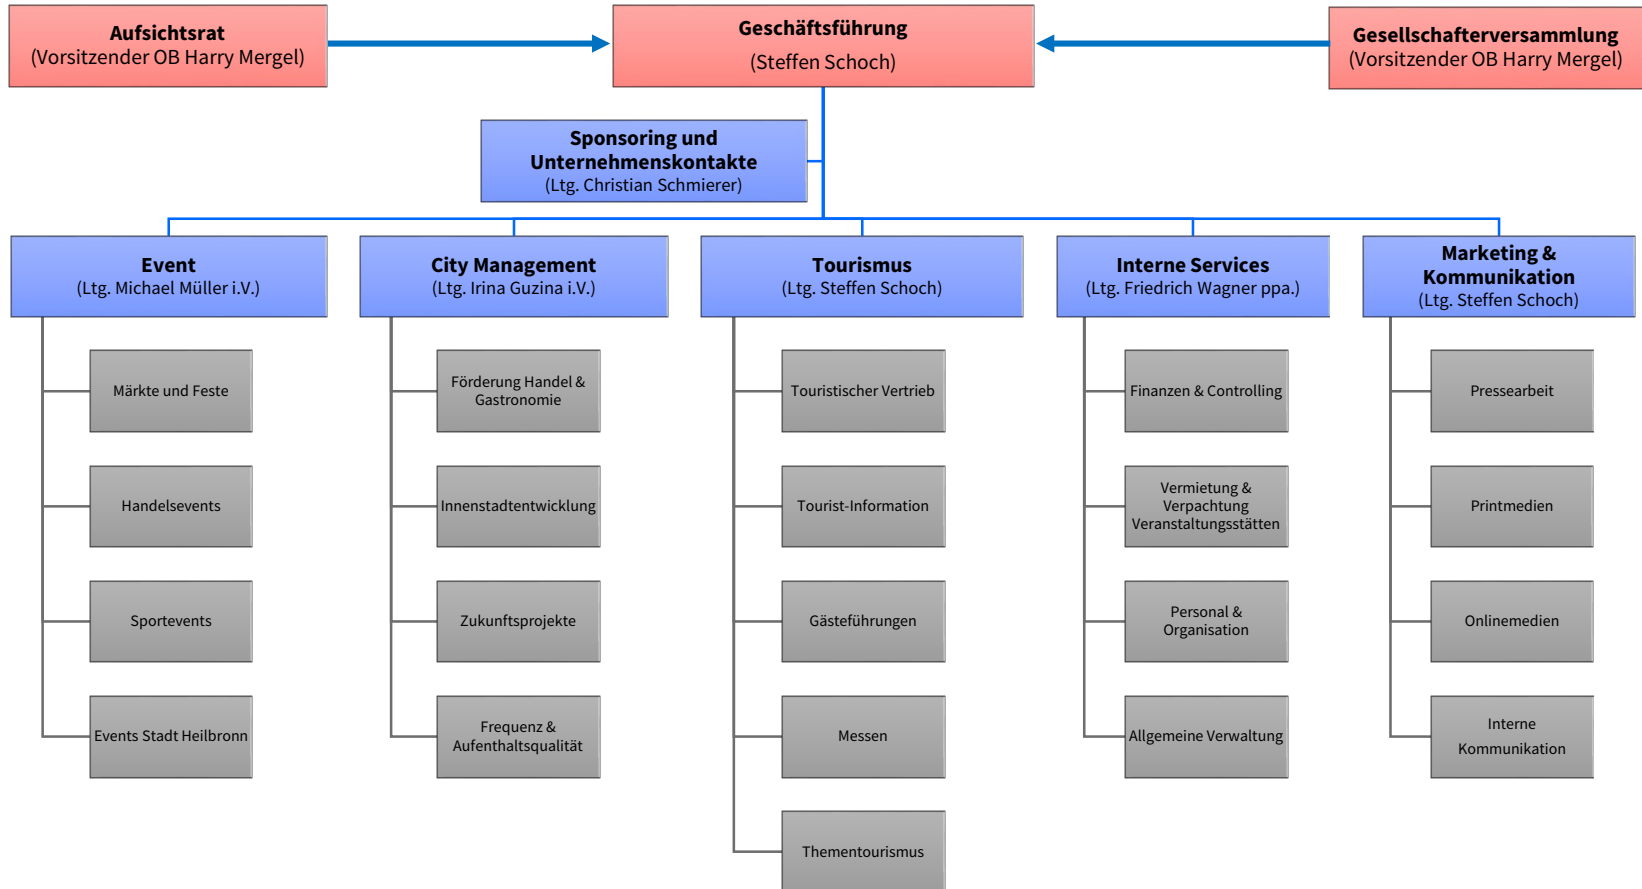 Aufsichtsrat
(Vorsitzender OB Harry Mergel)
Geschäftsführung
(Steffen Schoch)
Gesellschafterversammlung
(Vorsitzender OB Harry Mergel)
Sponsoring und
Unternehmenskontakte
(Ltg. Christian Schmierer)
Event
(Ltg. Michael Müller i.V.)
City Management
(Ltg. Irina Guzina i.V.)
Tourismus
(Ltg. Steffen Schoch)
Interne Services
(Ltg. Friedrich Wagner ppa.)
Marketing &
Kommunikation
(Ltg. Steffen Schoch)
Märkte und Feste
Handelsevents
Sportevents
Events Stadt Heilbronn
Förderung Handel &
Gastronomie
Innenstadtentwicklung
Zukunftsprojekte
Frequenz &
Aufenthaltsqualität
Touristischer Vertrieb
Tourist-Information
Gästeführungen
Messen
Thementourismus
Finanzen & Controlling
Vermietung &
Verpachtung
Veranstaltungsstätten
Personal &
Organisation
Allgemeine Verwaltung
Pressearbeit
Printmedien
Onlinemedien
Interne
Kommunikation